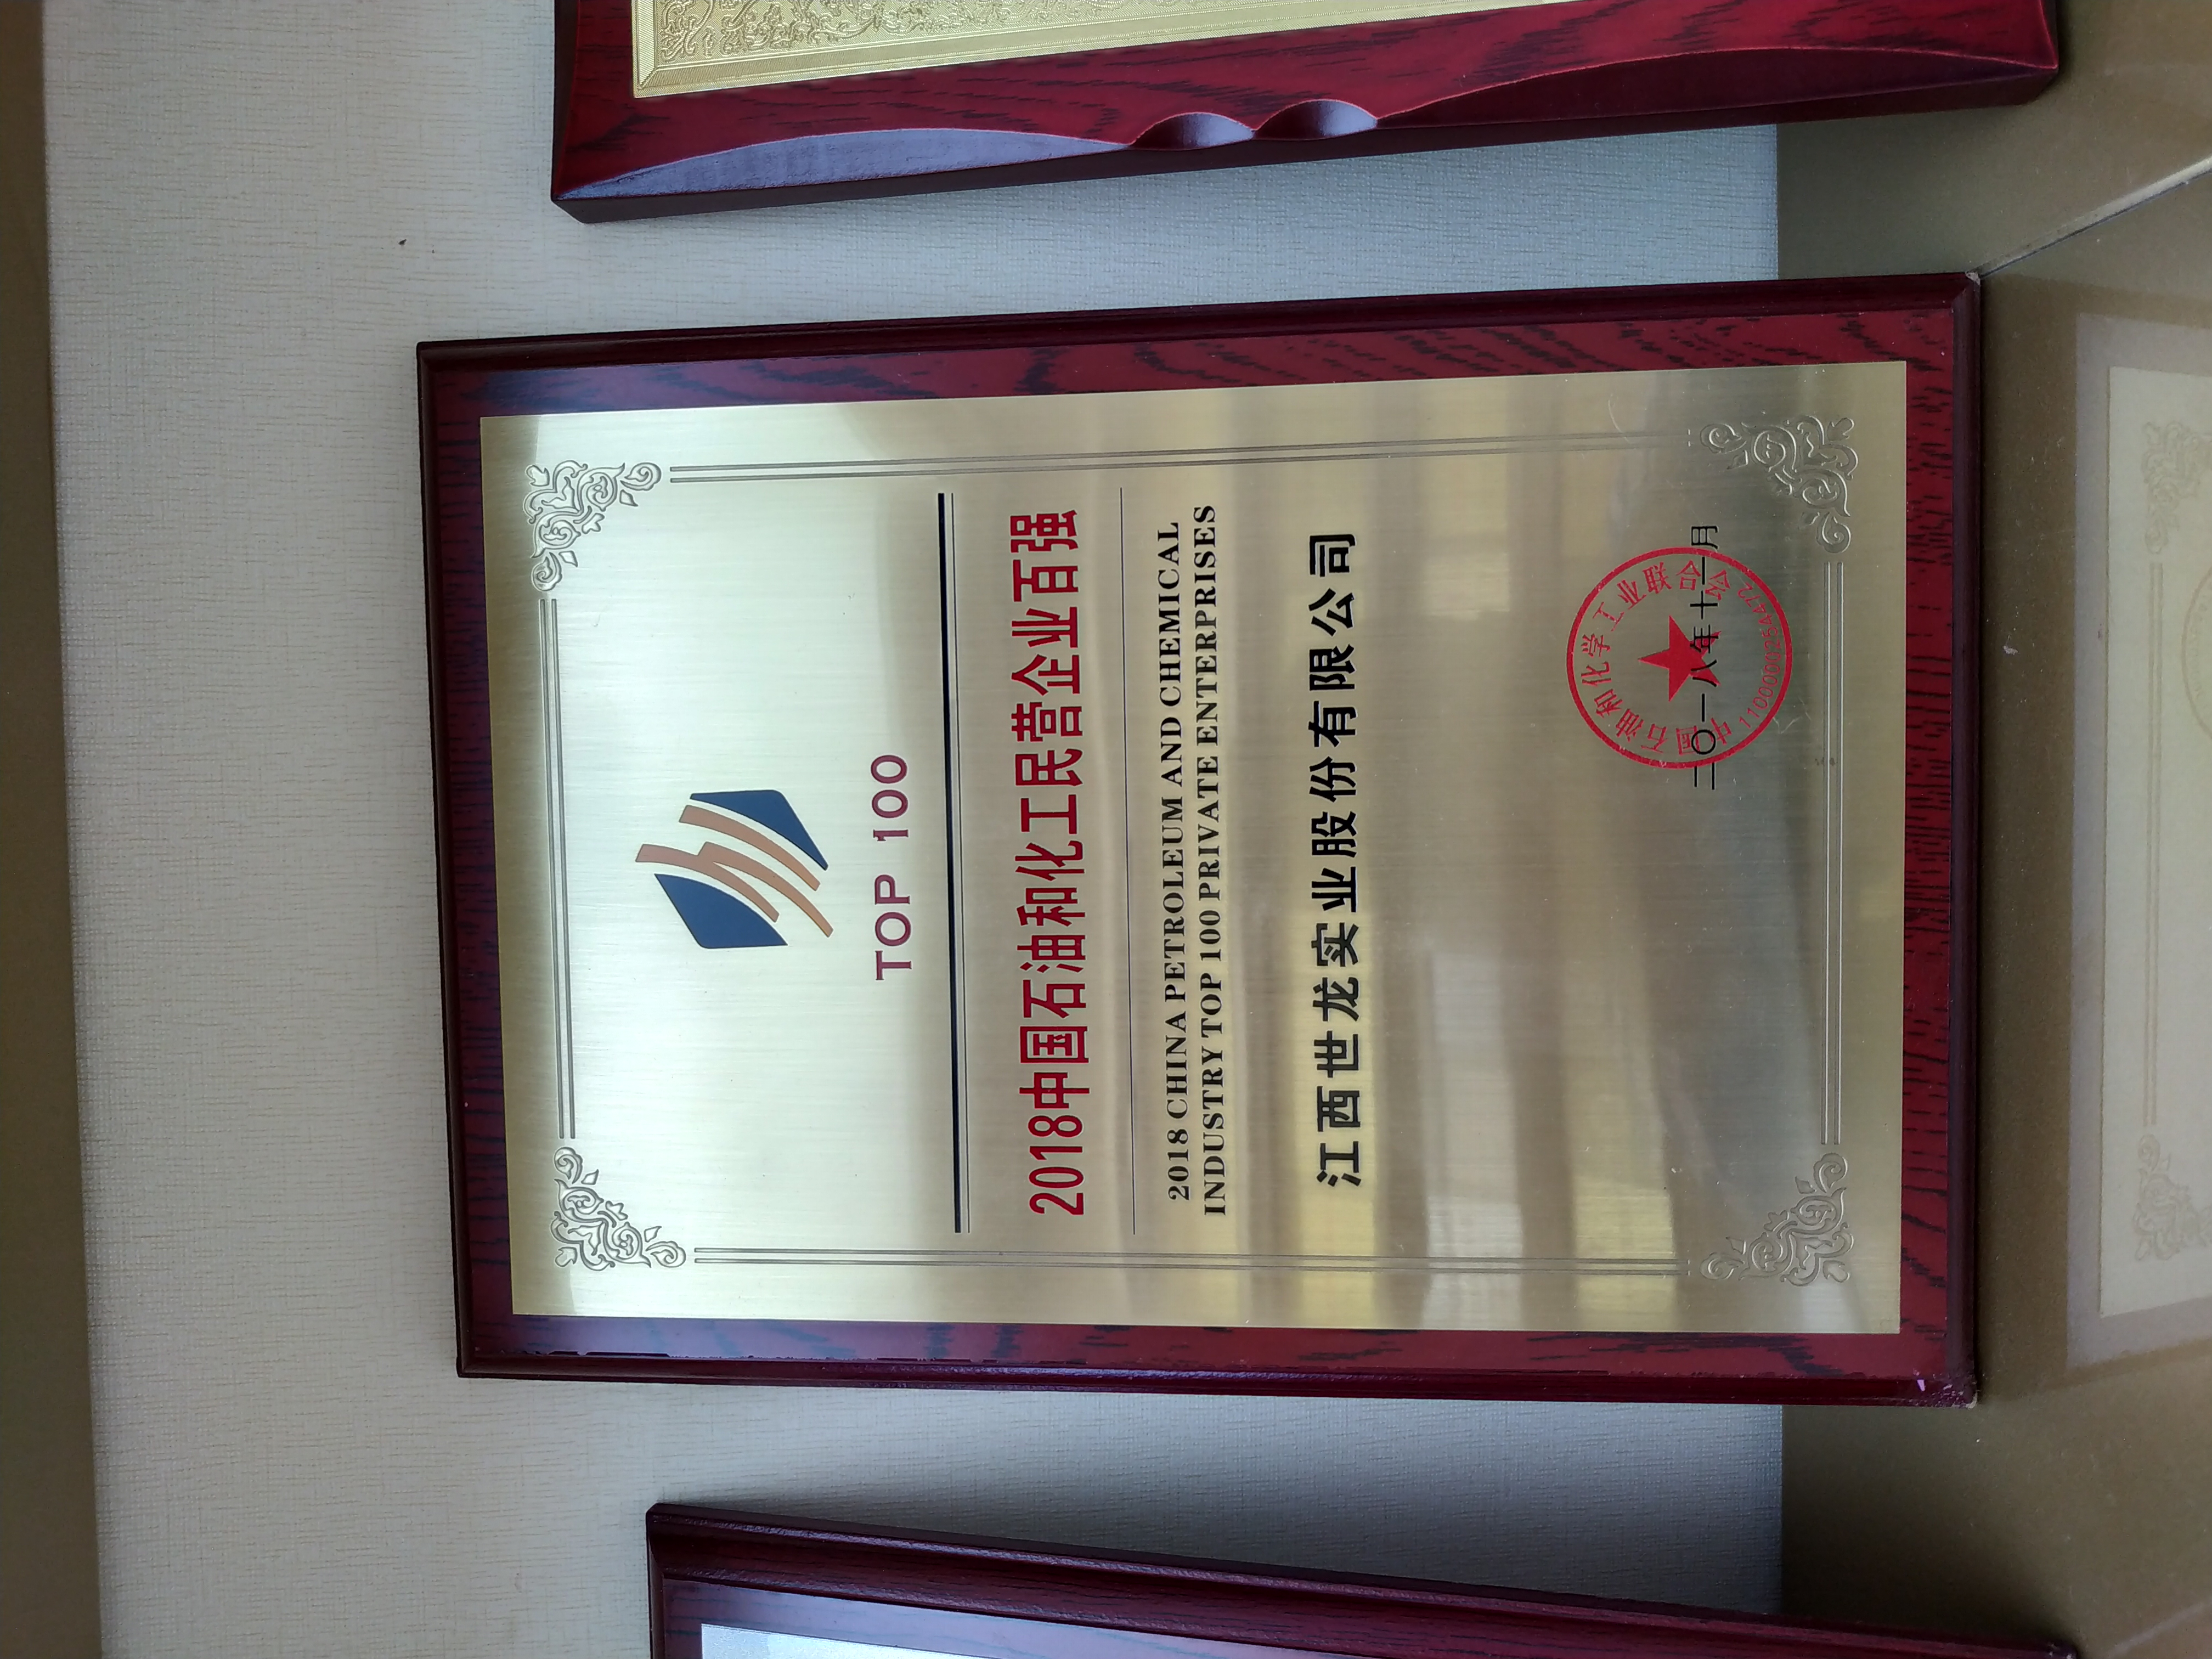 TOP 100
2018中国石油和化工民营企业百强
2018 CHINA PETROLEUM AND CHEMICAL
INDUSTRY TOP 100 PRIVATE ENTERPRISES
江西世龙实业股份有限公司
中国石油和化学工业联合会
二〇一八年十一月
1100000254472